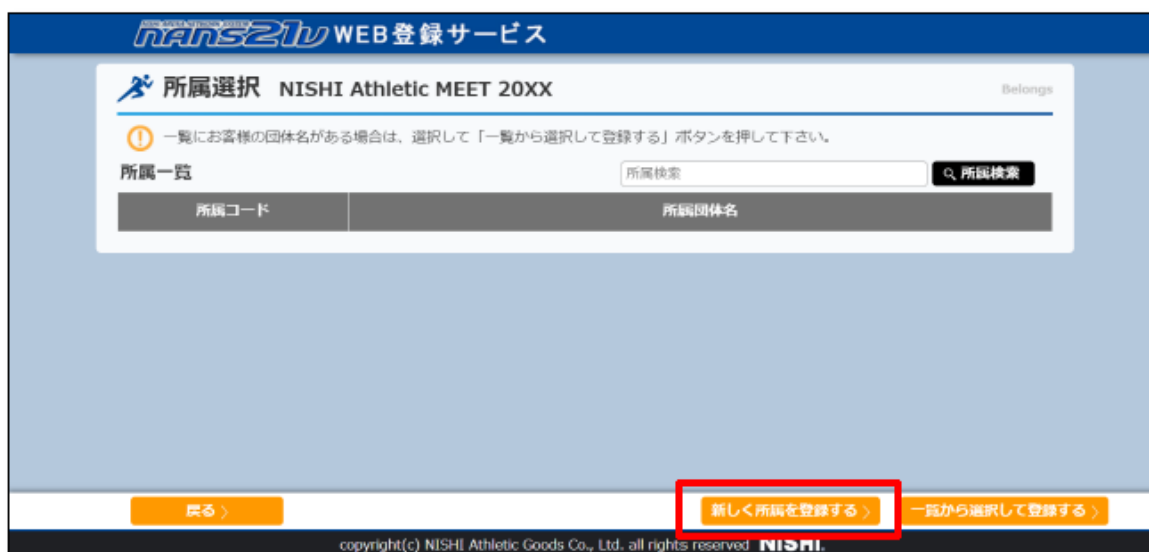 NISHI ATHLETE NETWORK SYSTEM
nANS21V WEB登録サービス
所属選択 NISHI Athletic MEET 20XX
Belongs
一覧にお客様の団体名がある場合は、選択して「一覧から選択して登録する」ボタンを押して下さい。
所属一覧
所属検索
所属検索
所属コード
所属団体名
戻る 〉
新しく所属を登録する 〉
一覧から選択して登録する 〉
copyright(c) NISHI Athletic Goods Co., Ltd. all rights reserved NISHI.